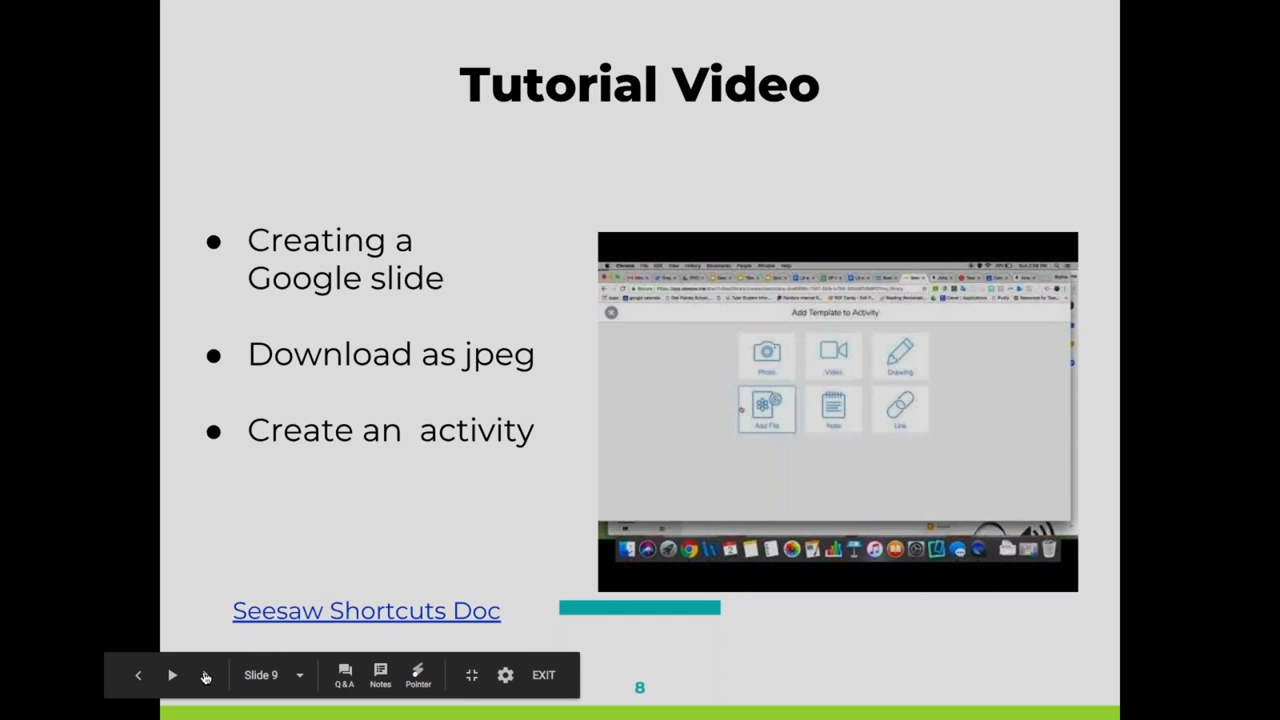 Tutorial Video
● Creating a
Google slide
● Download as jpeg
● Create an activity
Add Template to Activity
Photo Video Drawing
Add File Note Link
Seesaw Shortcuts Doc
Slide 9 Q&A Notes Pointer EXIT
8